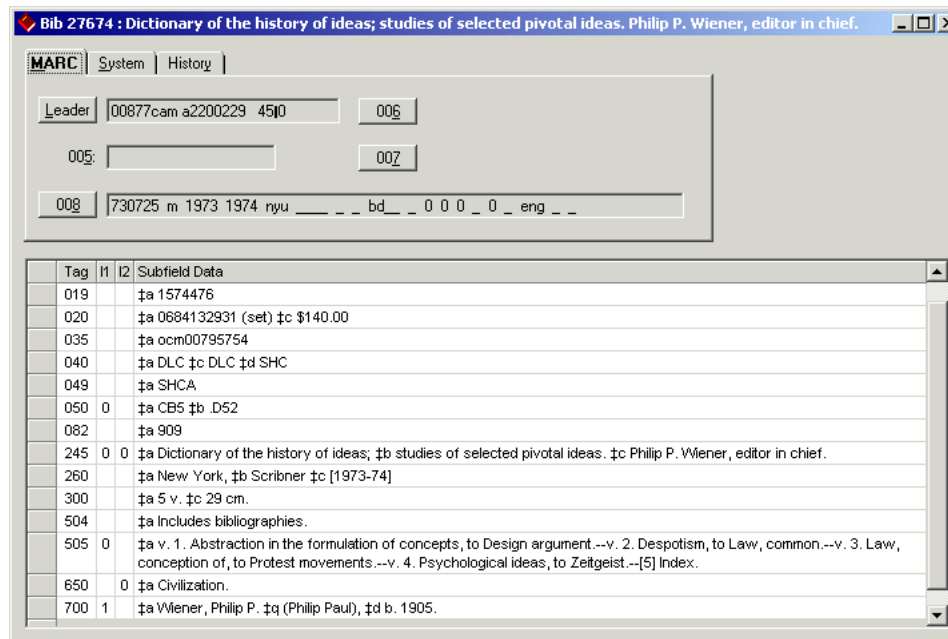 Bib 27674 : Dictionary of the history of ideas; studies of selected pivotal ideas. Philip P. Wiener, editor in chief.
MARC System History
Leader 00877cam a2200229   45|0 006
005: 007
008 730725 m 1973 1974 nyu ____ _ _ bd__ _ 0 0 0 _ 0 _ eng _ _
Tag I1 I2 Subfield Data
019 ‡a 1574476
020 ‡a 0684132931 (set) ‡c $140.00
035 ‡a ocm00795754
040 ‡a DLC ‡c DLC ‡d SHC
049 ‡a SHCA
050 0 ‡a CB5 ‡b .D52
082 ‡a 909
245 0 0 ‡a Dictionary of the history of ideas; ‡b studies of selected pivotal ideas. ‡c Philip P. Wiener, editor in chief.
260 ‡a New York, ‡b Scribner ‡c [1973-74]
300 ‡a 5 v. ‡c 29 cm.
504 ‡a Includes bibliographies.
505 0 ‡a v. 1. Abstraction in the formulation of concepts, to Design argument.--v. 2. Despotism, to Law, common.--v. 3. Law,
conception of, to Protest movements.--v. 4. Psychological ideas, to Zeitgeist.--[5] Index.
650 0 ‡a Civilization.
700 1 ‡a Wiener, Philip P. ‡q (Philip Paul), ‡d b. 1905.